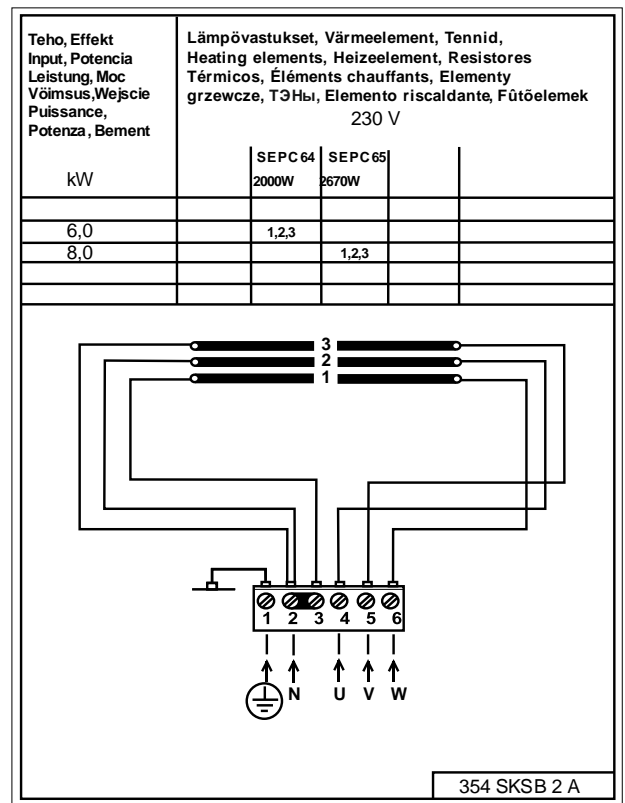 Teho, Effekt
Input, Potencia
Leistung, Moc
Vöimsus,Wejscie
Puissance,
Potenza, Bement
Lämpövastukset, Värmeelement, Tennid,
Heating elements, Heizeelement, Resistores
Térmicos, Éléments chauffants, Elementy
grzewcze, ТЭНы, Elemento riscaldante, Fûtõelemek
230 V
kW
SEPC 64 SEPC 65
2000W 2670W
6,0 1,2,3
8,0 1,2,3
3
2
1
1 2 3 4 5 6
N U V W
354 SKSB 2 A